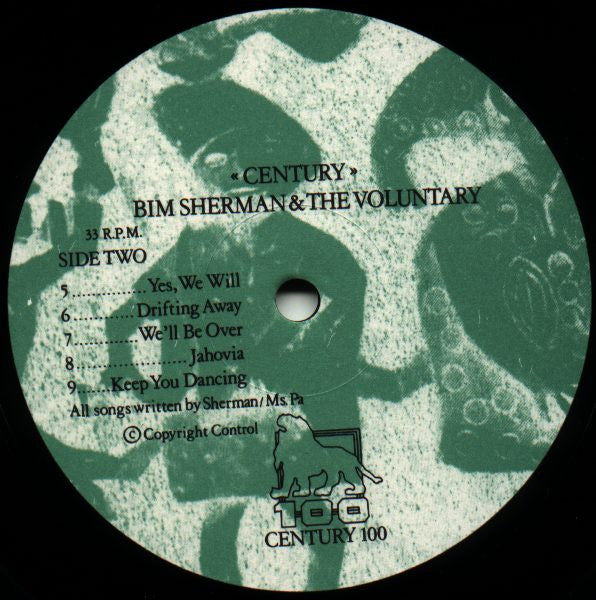 « CENTURY »
BIM SHERMAN & THE VOLUNTARY
33 R.P.M.
SIDE TWO
5..............Yes, We Will
6...........Drifting Away
7............We'll Be Over
8.....................Jahovia
9......Keep You Dancing
All songs written by Sherman/Ms. Pa
© Copyright Control
100
CENTURY 100